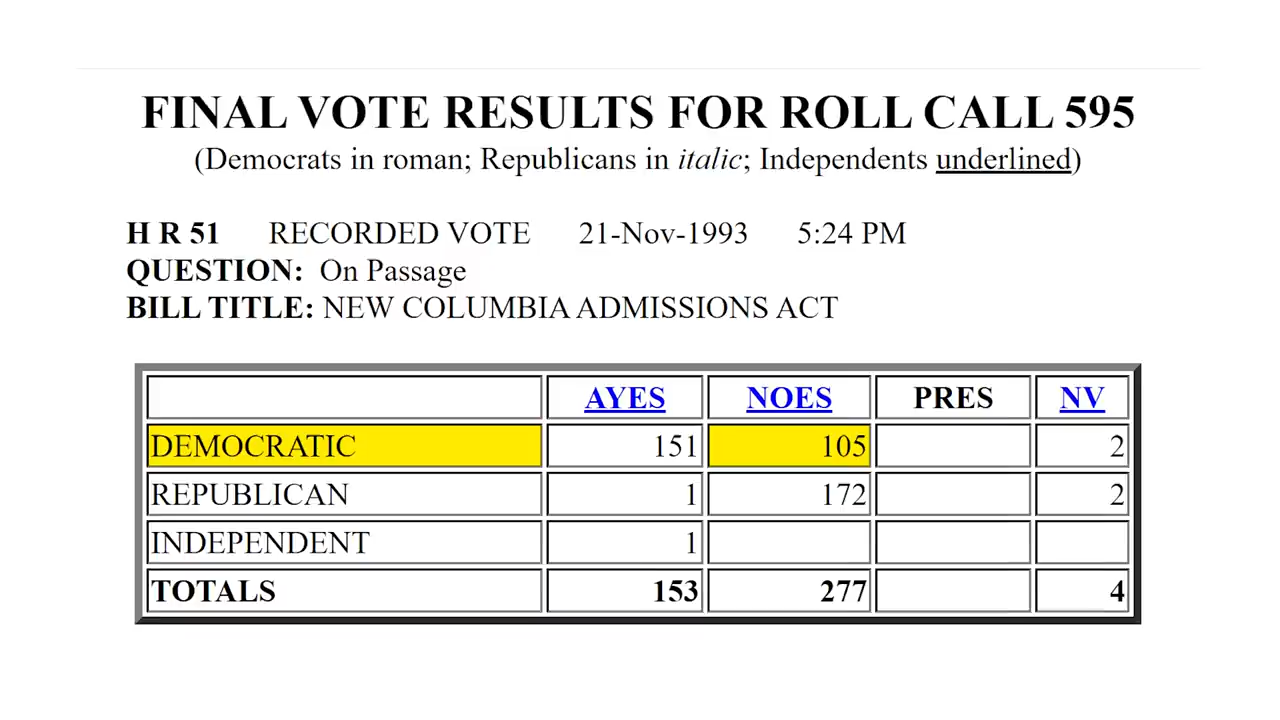 FINAL VOTE RESULTS FOR ROLL CALL 595
(Democrats in roman; Republicans in italic; Independents underlined)
H R 51 RECORDED VOTE 21-Nov-1993 5:24 PM
QUESTION: On Passage
BILL TITLE: NEW COLUMBIA ADMISSIONS ACT
AYES NOES PRES NV
DEMOCRATIC 151 105 2
REPUBLICAN 1 172 2
INDEPENDENT 1
TOTALS 153 277 4